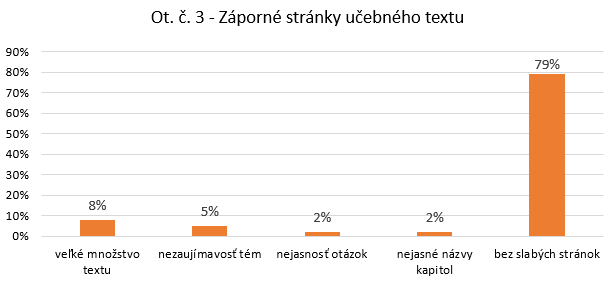 Ot. č. 3 - Záporné stránky učebného textu
90%
80%
70%
60%
50%
40%
30%
20%
10%
0%
8%
5%
2%
2%
79%
veľké množstvo
textu
nezaujímavosť tém
nejasnosť otázok
nejasné názvy
kapitol
bez slabých stránok